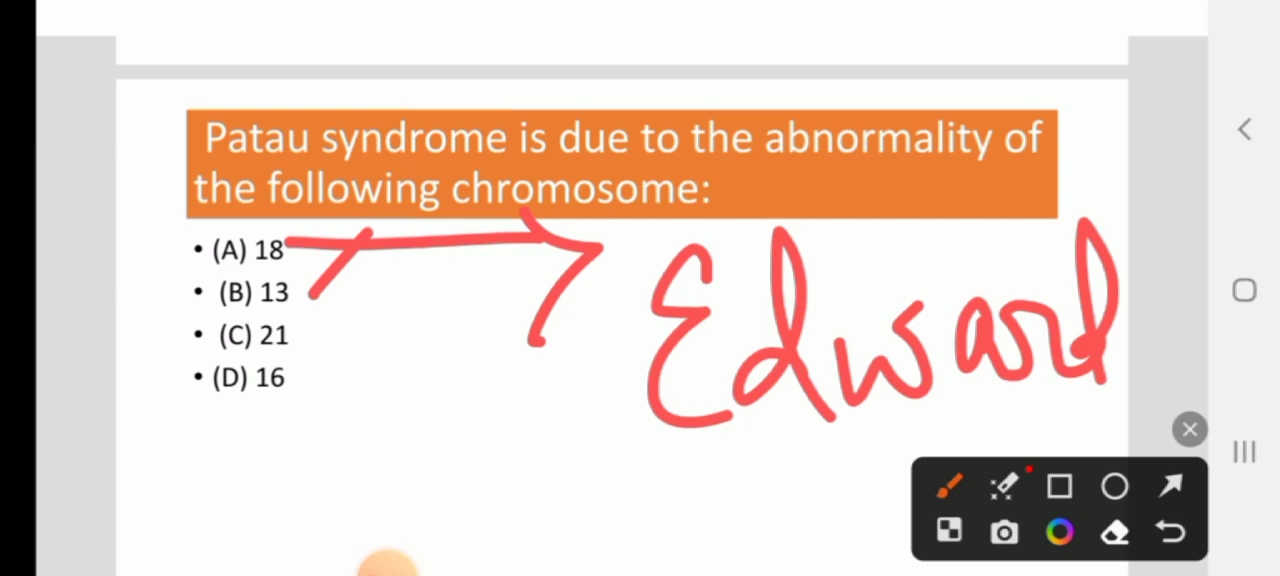 Patau syndrome is due to the abnormality of
the following chromosome:
• (A) 18
• (B) 13
• (C) 21
• (D) 16
Edward